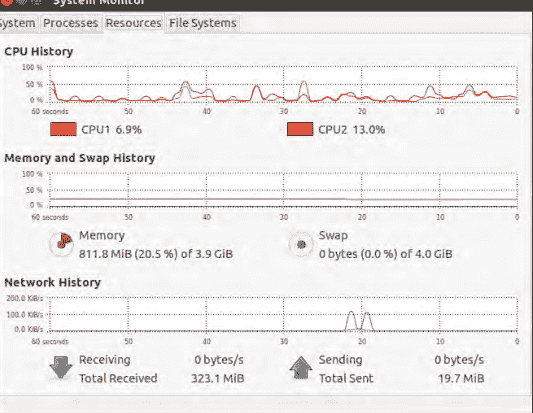 System Monitor
System Processes Resources File Systems
CPU History
100 %
50 %
0 %
60 seconds 50 40 30 20 10 0
CPU1 6.9% CPU2 13.0%
Memory and Swap History
100 %
50 %
0 %
60 seconds 50 40 30 20 10 0
Memory Swap
811.8 MiB (20.5 %) of 3.9 GiB 0 bytes (0.0 %) of 4.0 GiB
Network History
200.0 KiB/s
100.0 KiB/s
0.0 KiB/s
60 seconds 50 40 30 20 10 0
Receiving 0 bytes/s Sending 0 bytes/s
Total Received 323.1 MiB Total Sent 19.7 MiB